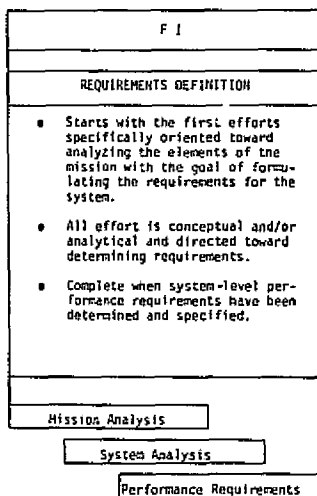 F I
REQUIREMENTS DEFINITION
• Starts with the first efforts
specifically oriented toward
analyzing the elements of the
mission with the goal of formu-
lating the requirements for the
system.
• All effort is conceptual and/or
analytical and directed toward
determining requirements.
• Complete when system-level per-
formance requirements have been
determined and specified.
Mission Analysis
System Analysis
Performance Requirements